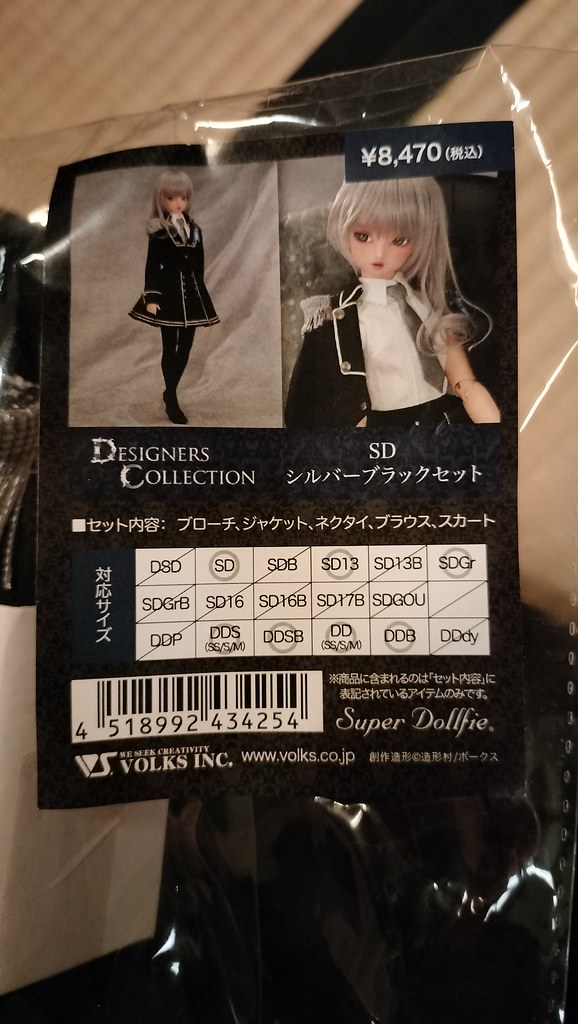 ¥8,470(税込)
DESIGNERS
COLLECTION
SD
シルバーブラックセット
■セット内容: ブローチ、ジャケット、ネクタイ、ブラウス、スカート
対応サイズ
DSD SD SDB SD13 SD13B SDGr
SDGrB SD16 SD16B SD17B SDGOU
DDP DDS (SS/S/M) DDSB DD (SS/S/M) DDB DDdy
※商品に含まれるのは「セット内容」に
表記されているアイテムのみです。
4 518992 434254
Super Dollfie®
VS. WE SEEK CREATIVITY
VOLKS INC. www.volks.co.jp 創作造形©造形村/ボークス